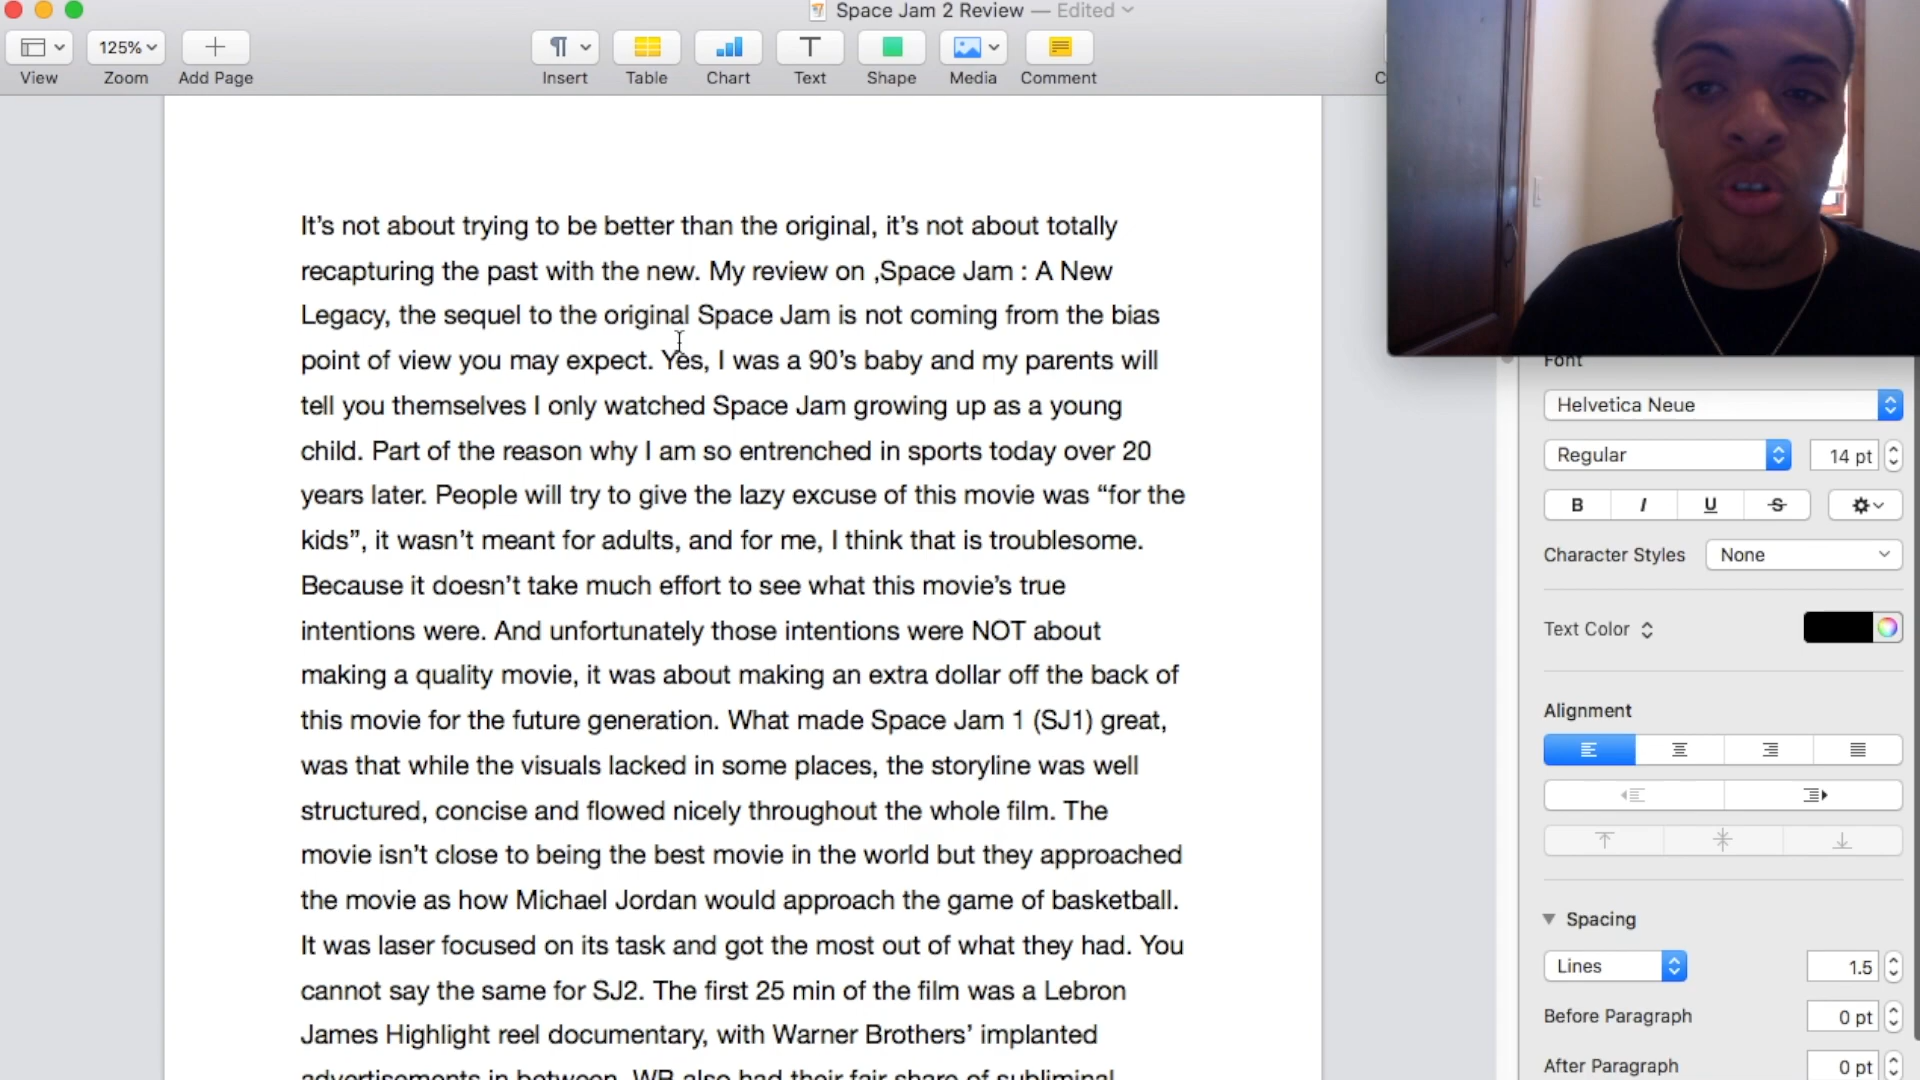 Space Jam 2 Review — Edited
125%
View
Zoom
Add Page
Insert
Table
Chart
Text
Shape
Media
Comment
It’s not about trying to be better than the original, it’s not about totally
recapturing the past with the new. My review on ,Space Jam : A New
Legacy, the sequel to the original Space Jam is not coming from the bias
point of view you may expect. Yes, I was a 90’s baby and my parents will
tell you themselves I only watched Space Jam growing up as a young
child. Part of the reason why I am so entrenched in sports today over 20
years later. People will try to give the lazy excuse of this movie was “for the
kids”, it wasn’t meant for adults, and for me, I think that is troublesome.
Because it doesn’t take much effort to see what this movie’s true
intentions were. And unfortunately those intentions were NOT about
making a quality movie, it was about making an extra dollar off the back of
this movie for the future generation. What made Space Jam 1 (SJ1) great,
was that while the visuals lacked in some places, the storyline was well
structured, concise and flowed nicely throughout the whole film. The
movie isn’t close to being the best movie in the world but they approached
the movie as how Michael Jordan would approach the game of basketball.
It was laser focused on its task and got the most out of what they had. You
cannot say the same for SJ2. The first 25 min of the film was a Lebron
James Highlight reel documentary, with Warner Brothers’ implanted
advertisements in between. WB also had their fair share of subliminal
Font
Helvetica Neue
Regular
14 pt
B I U S
Character Styles
None
Text Color
Alignment
Spacing
Lines
1.5
Before Paragraph
0 pt
After Paragraph
0 pt